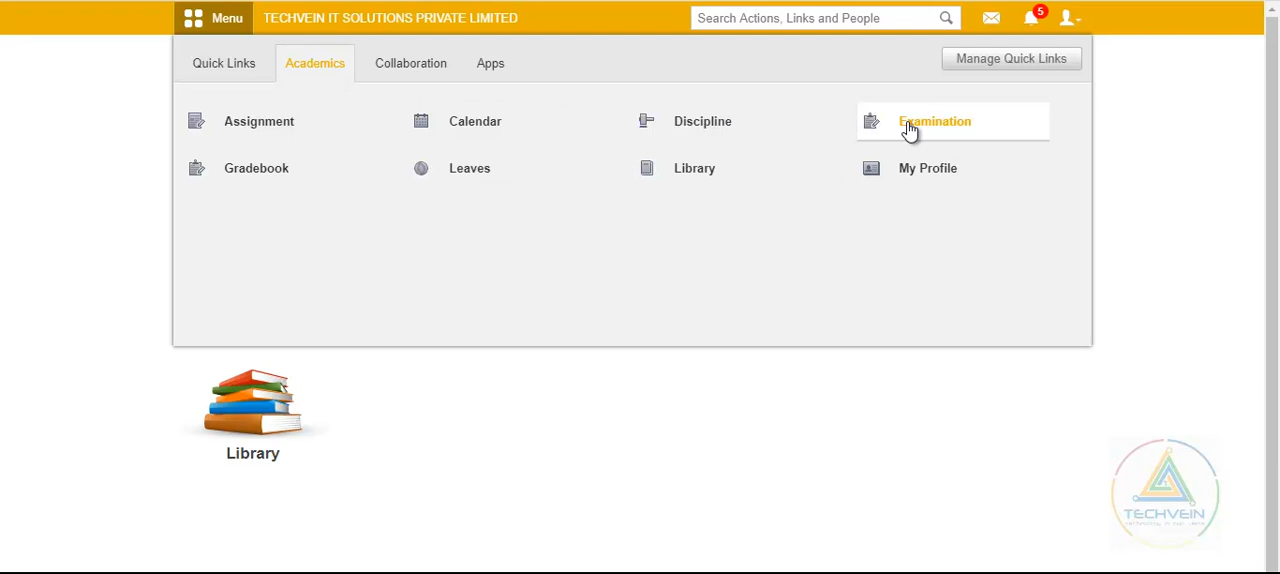 Menu TECHVEIN IT SOLUTIONS PRIVATE LIMITED Search Actions, Links and People 5
Quick Links Academics Collaboration Apps Manage Quick Links
Assignment Calendar Discipline Examination
Gradebook Leaves Library My Profile
Library
TECHVEIN